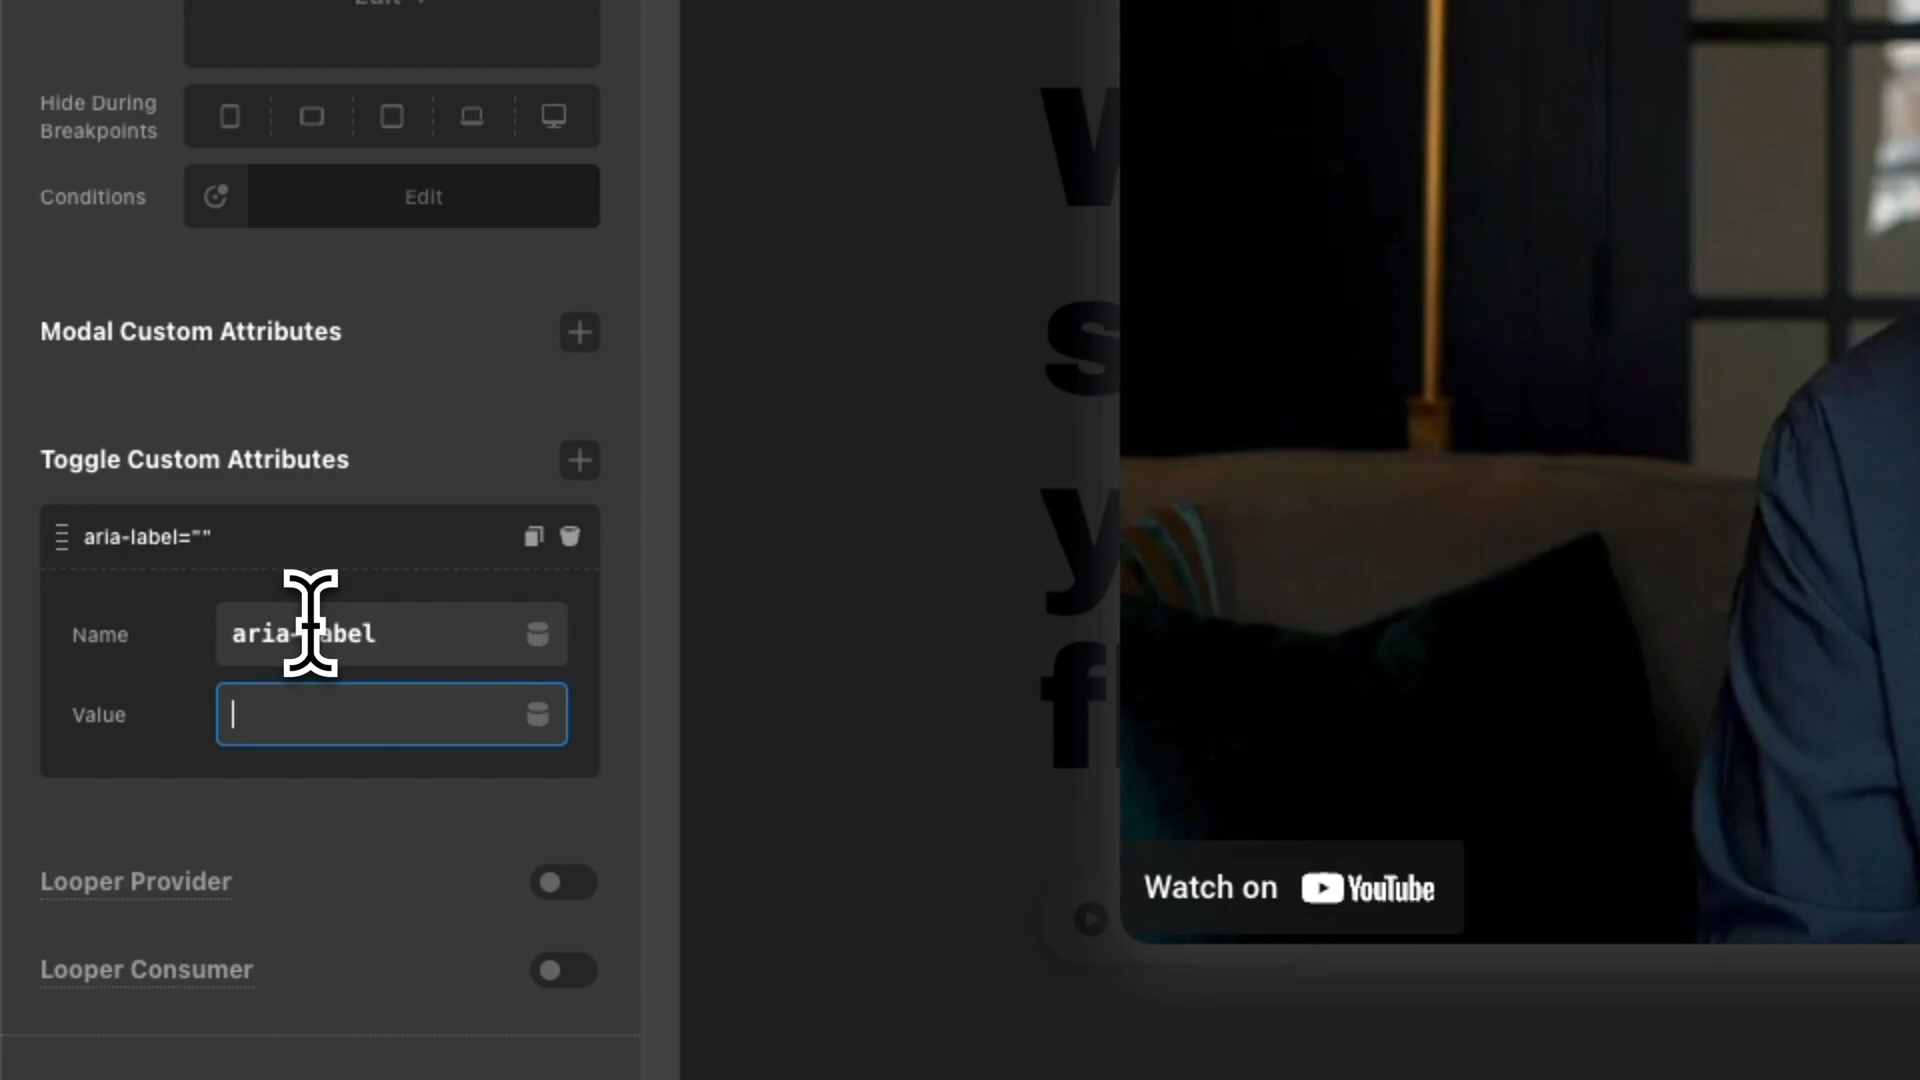 Edit
Hide During
Breakpoints
Conditions
Edit
Modal Custom Attributes
Toggle Custom Attributes
aria-label=""
Name
aria-label
Value
Looper Provider
Looper Consumer
W
s
y
f
Watch on YouTube